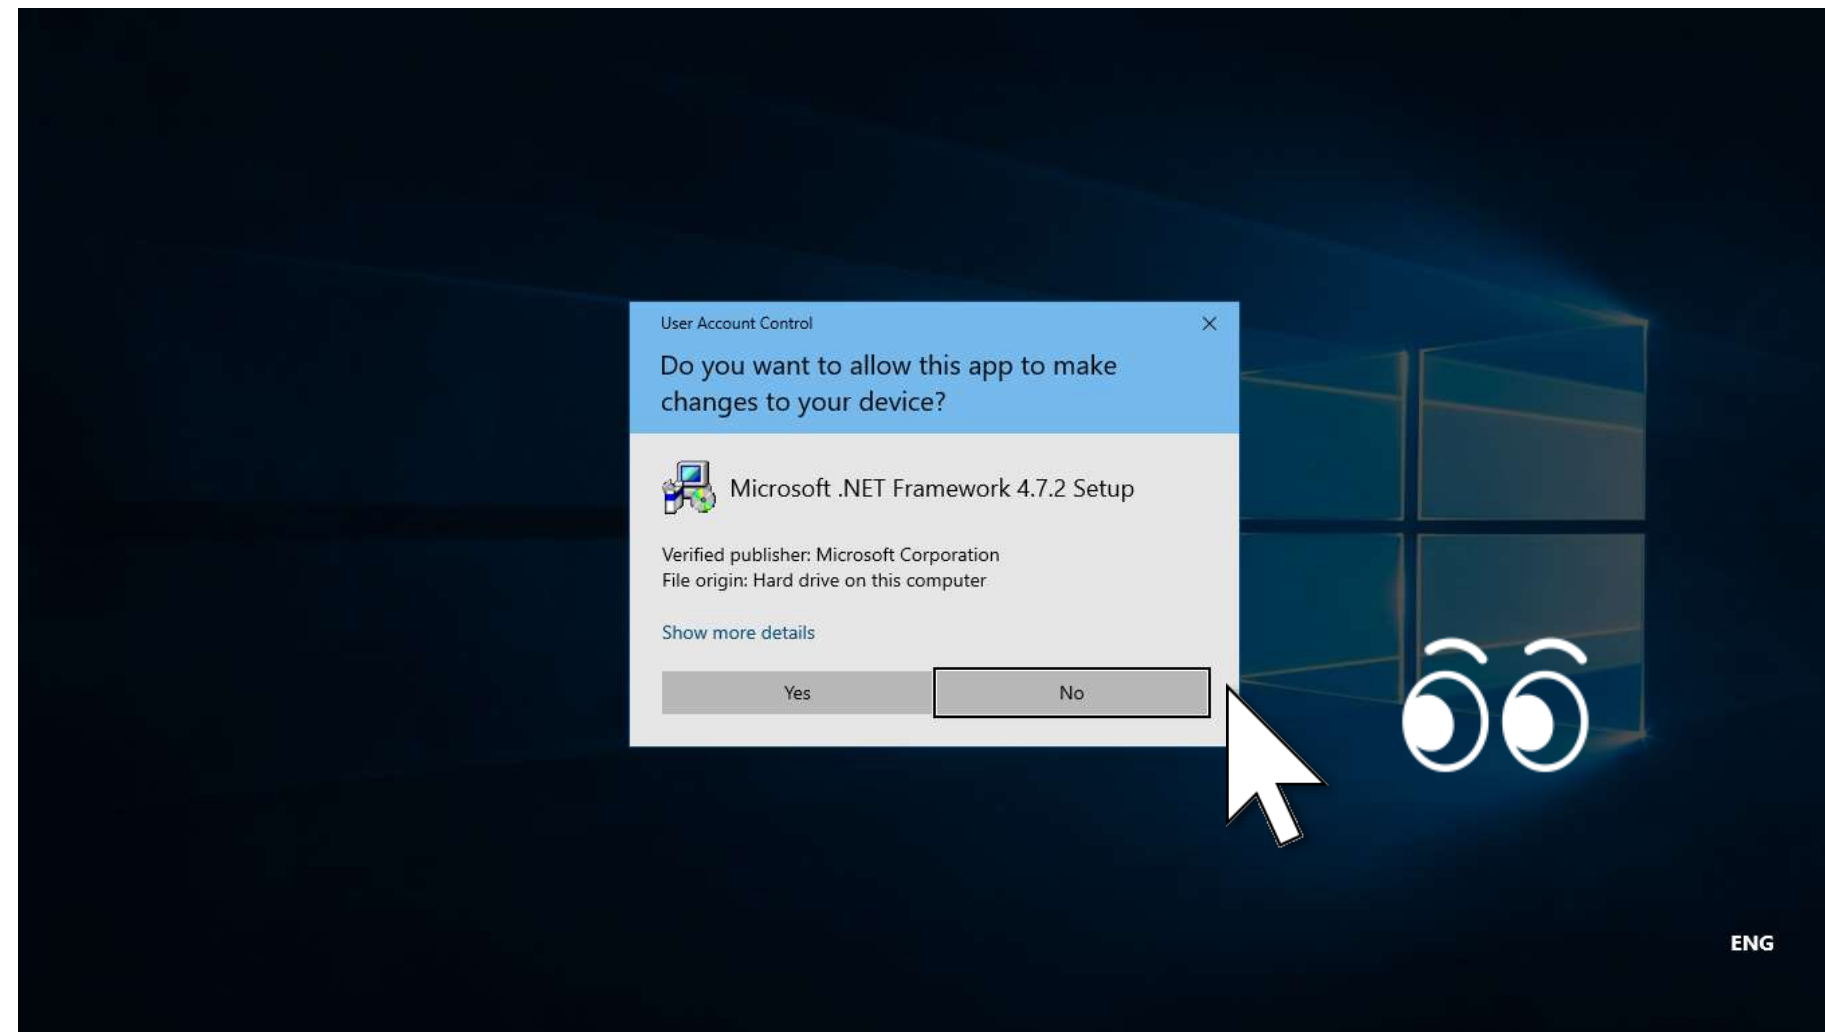 User Account Control
Do you want to allow this app to make
changes to your device?
Microsoft .NET Framework 4.7.2 Setup
Verified publisher: Microsoft Corporation
File origin: Hard drive on this computer
Show more details
Yes
No
ENG